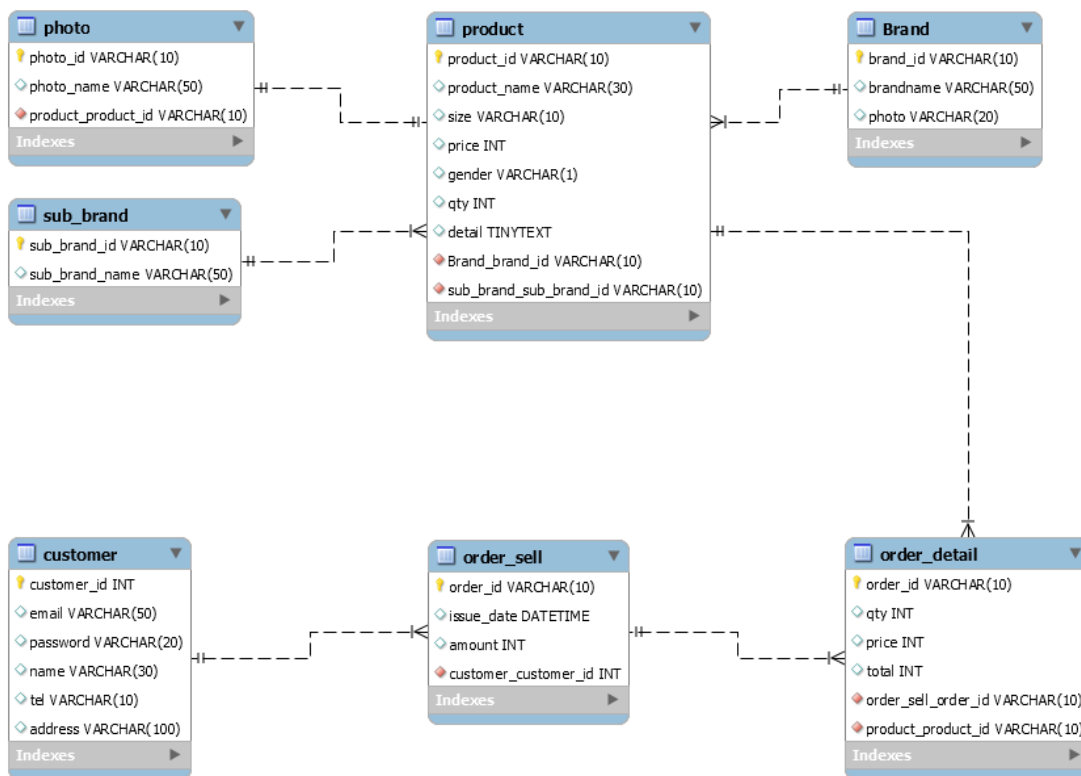 photo
photo_id VARCHAR(10)
photo_name VARCHAR(50)
product_product_id VARCHAR(10)
Indexes
product
product_id VARCHAR(10)
product_name VARCHAR(30)
size VARCHAR(10)
price INT
gender VARCHAR(1)
qty INT
detail TINYTEXT
Brand_brand_id VARCHAR(10)
sub_brand_sub_brand_id VARCHAR(10)
Indexes
Brand
brand_id VARCHAR(10)
brandname VARCHAR(50)
photo VARCHAR(20)
Indexes
sub_brand
sub_brand_id VARCHAR(10)
sub_brand_name VARCHAR(50)
Indexes
customer
customer_id INT
email VARCHAR(50)
password VARCHAR(20)
name VARCHAR(30)
tel VARCHAR(10)
address VARCHAR(100)
Indexes
order_sell
order_id VARCHAR(10)
issue_date DATETIME
amount INT
customer_customer_id INT
Indexes
order_detail
order_id VARCHAR(10)
qty INT
price INT
total INT
order_sell_order_id VARCHAR(10)
product_product_id VARCHAR(10)
Indexes